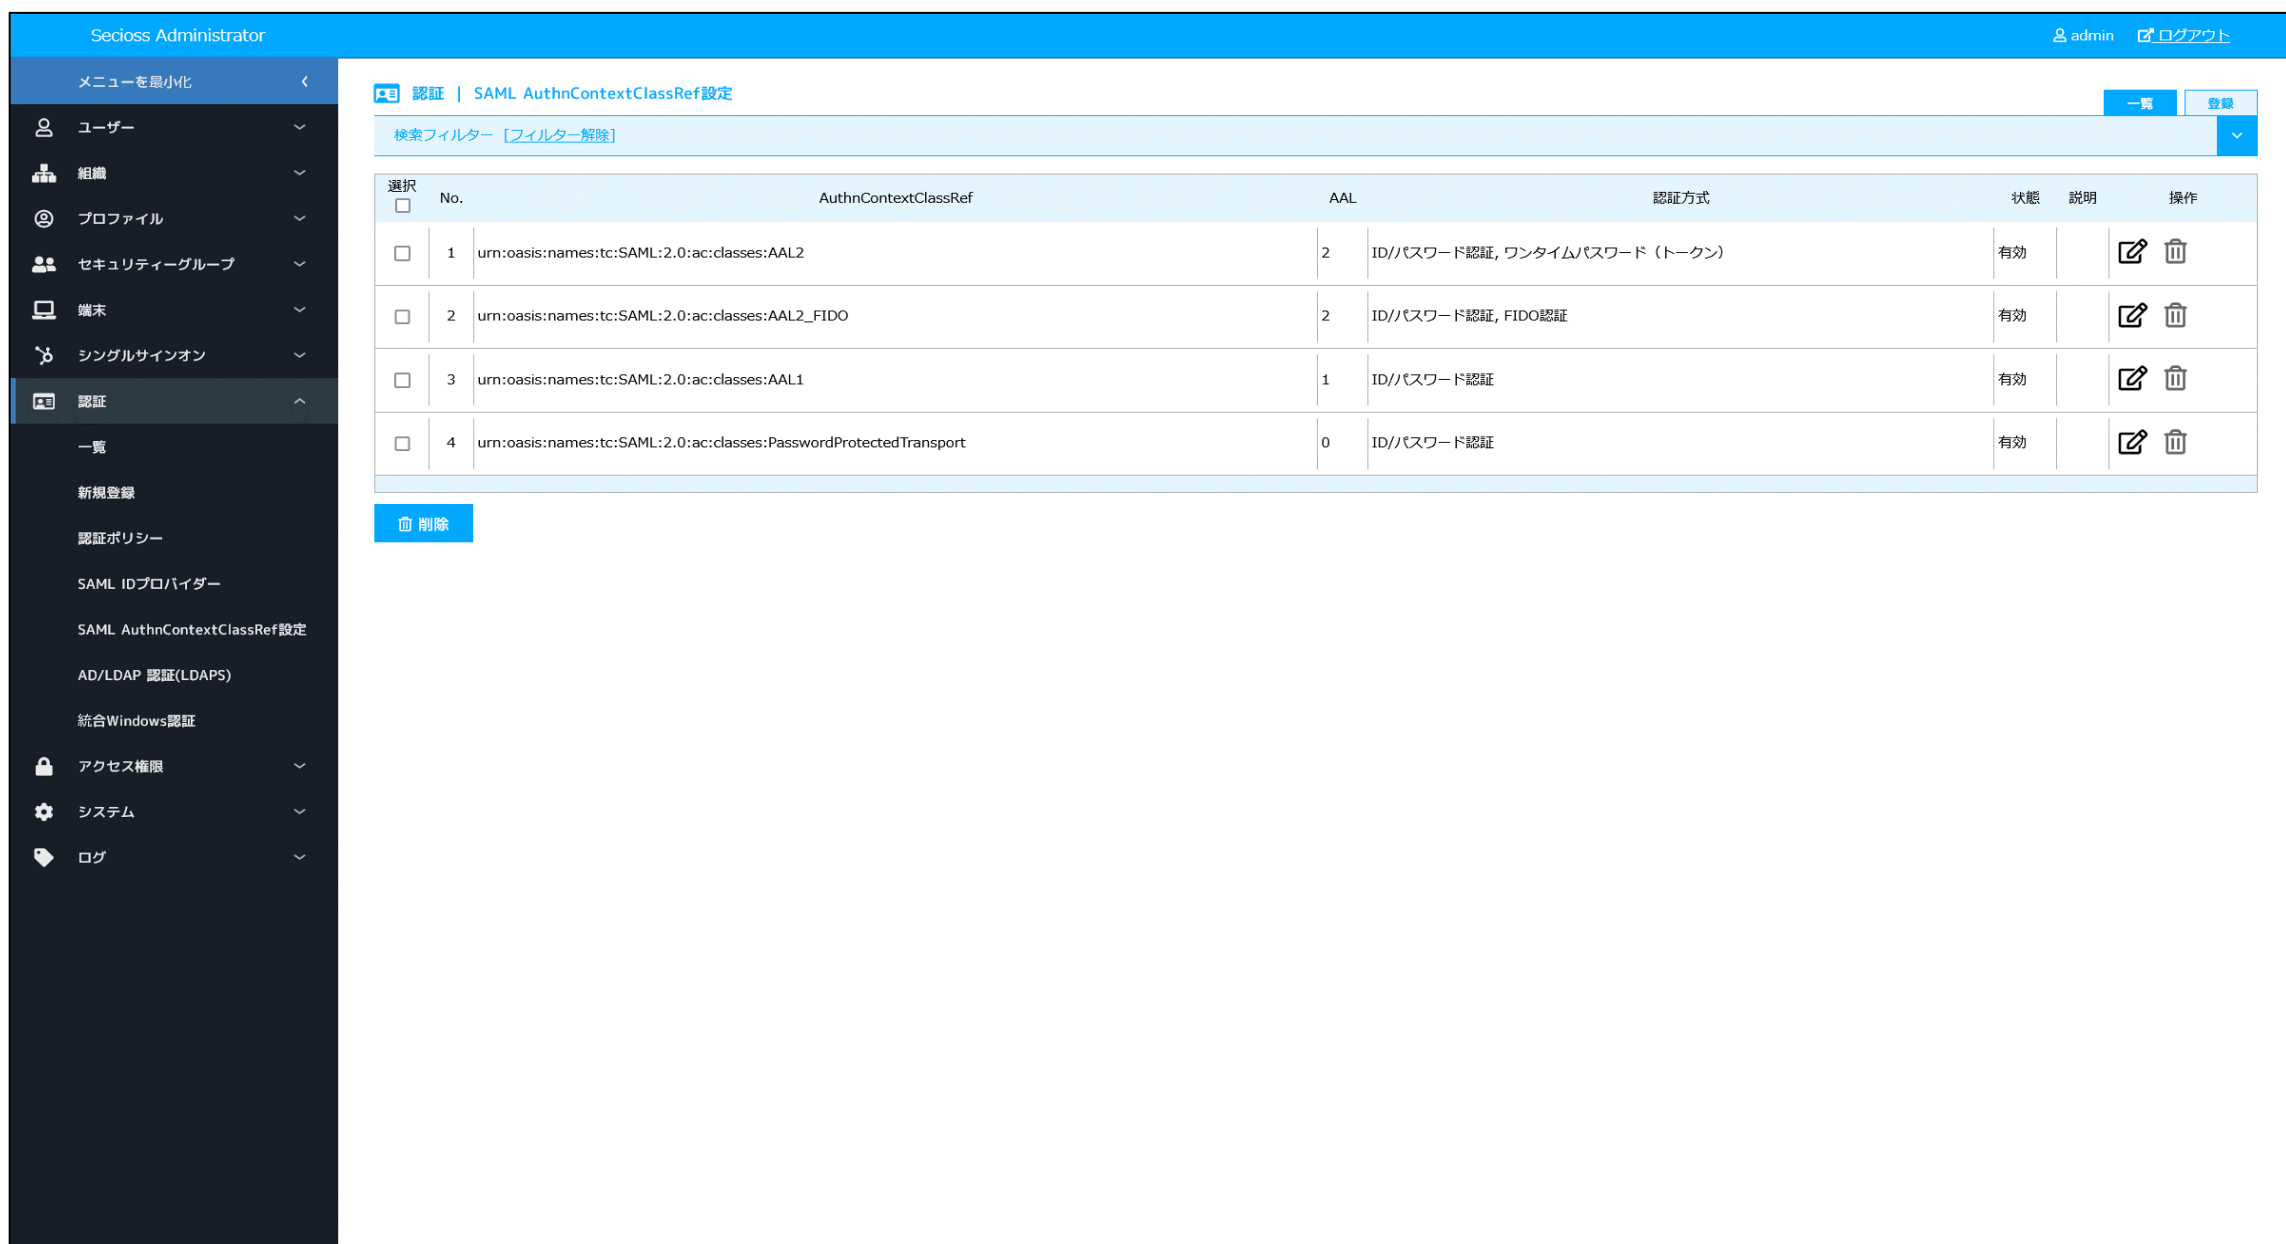 Secioss Administrator
admin ログアウト
メニューを最小化
ユーザー
組織
プロファイル
セキュリティーグループ
端末
シングルサインオン
認証
一覧
新規登録
認証ポリシー
SAML IDプロバイダー
SAML AuthnContextClassRef設定
AD/LDAP 認証(LDAPS)
統合Windows認証
アクセス権限
システム
ログ
認証 | SAML AuthnContextClassRef設定
一覧 登録
検索フィルター [フィルター解除]
選択 No. AuthnContextClassRef AAL 認証方式 状態 説明 操作
1 urn:oasis:names:tc:SAML:2.0:ac:classes:AAL2 2 ID/パスワード認証, ワンタイムパスワード（トークン） 有効
2 urn:oasis:names:tc:SAML:2.0:ac:classes:AAL2_FIDO 2 ID/パスワード認証, FIDO認証 有効
3 urn:oasis:names:tc:SAML:2.0:ac:classes:AAL1 1 ID/パスワード認証 有効
4 urn:oasis:names:tc:SAML:2.0:ac:classes:PasswordProtectedTransport 0 ID/パスワード認証 有効
削除